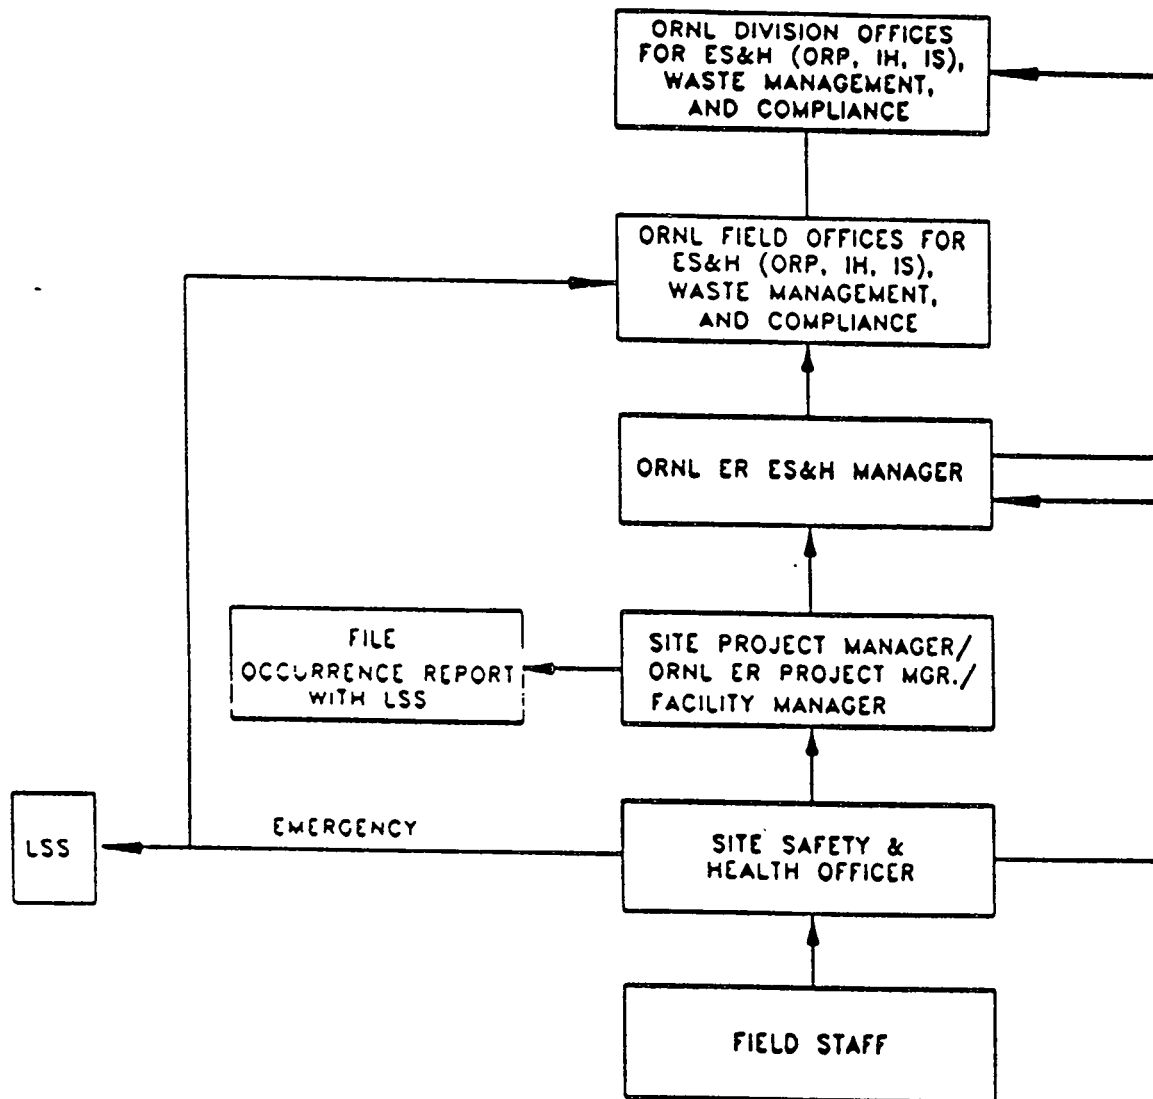 ORNL DIVISION OFFICES
FOR ES&H (ORP, IH, IS),
WASTE MANAGEMENT,
AND COMPLIANCE
ORNL FIELD OFFICES FOR
ES&H (ORP, IH, IS),
WASTE MANAGEMENT,
AND COMPLIANCE
ORNL ER ES&H MANAGER
FILE
OCCURRENCE REPORT
WITH LSS
SITE PROJECT MANAGER/
ORNL ER PROJECT MGR./
FACILITY MANAGER
LSS
EMERGENCY
SITE SAFETY &
HEALTH OFFICER
FIELD STAFF